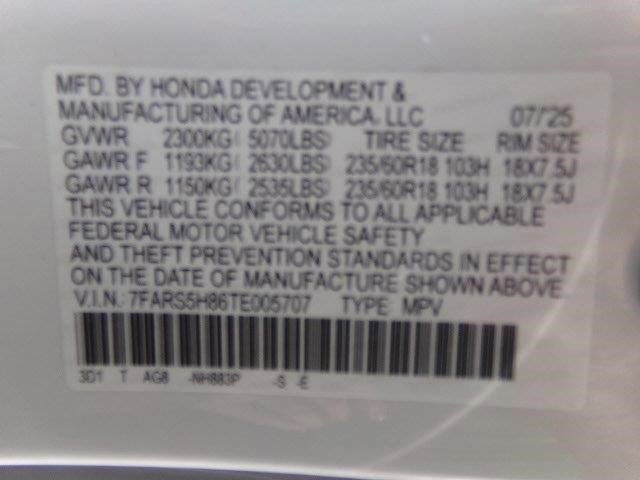 MFD. BY HONDA DEVELOPMENT &
MANUFACTURING OF AMERICA. LLC 07/25
GVWR 2300KG( 5070LBS) TIRE SIZE RIM SIZE
GAWR F 1193KG( 2630LBS) 235/60R18 103H 18X7.5J
GAWR R 1150KG( 2535LBS) 235/60R18 103H 18X7.5J
THIS VEHICLE CONFORMS TO ALL APPLICABLE
FEDERAL MOTOR VEHICLE SAFETY
AND THEFT PREVENTION STANDARDS IN EFFECT
ON THE DATE OF MANUFACTURE SHOWN ABOVE.
V.I.N.: 7FARS5H86TE005707 TYPE: MPV
3D1 T AG8 -NH883P -S -E